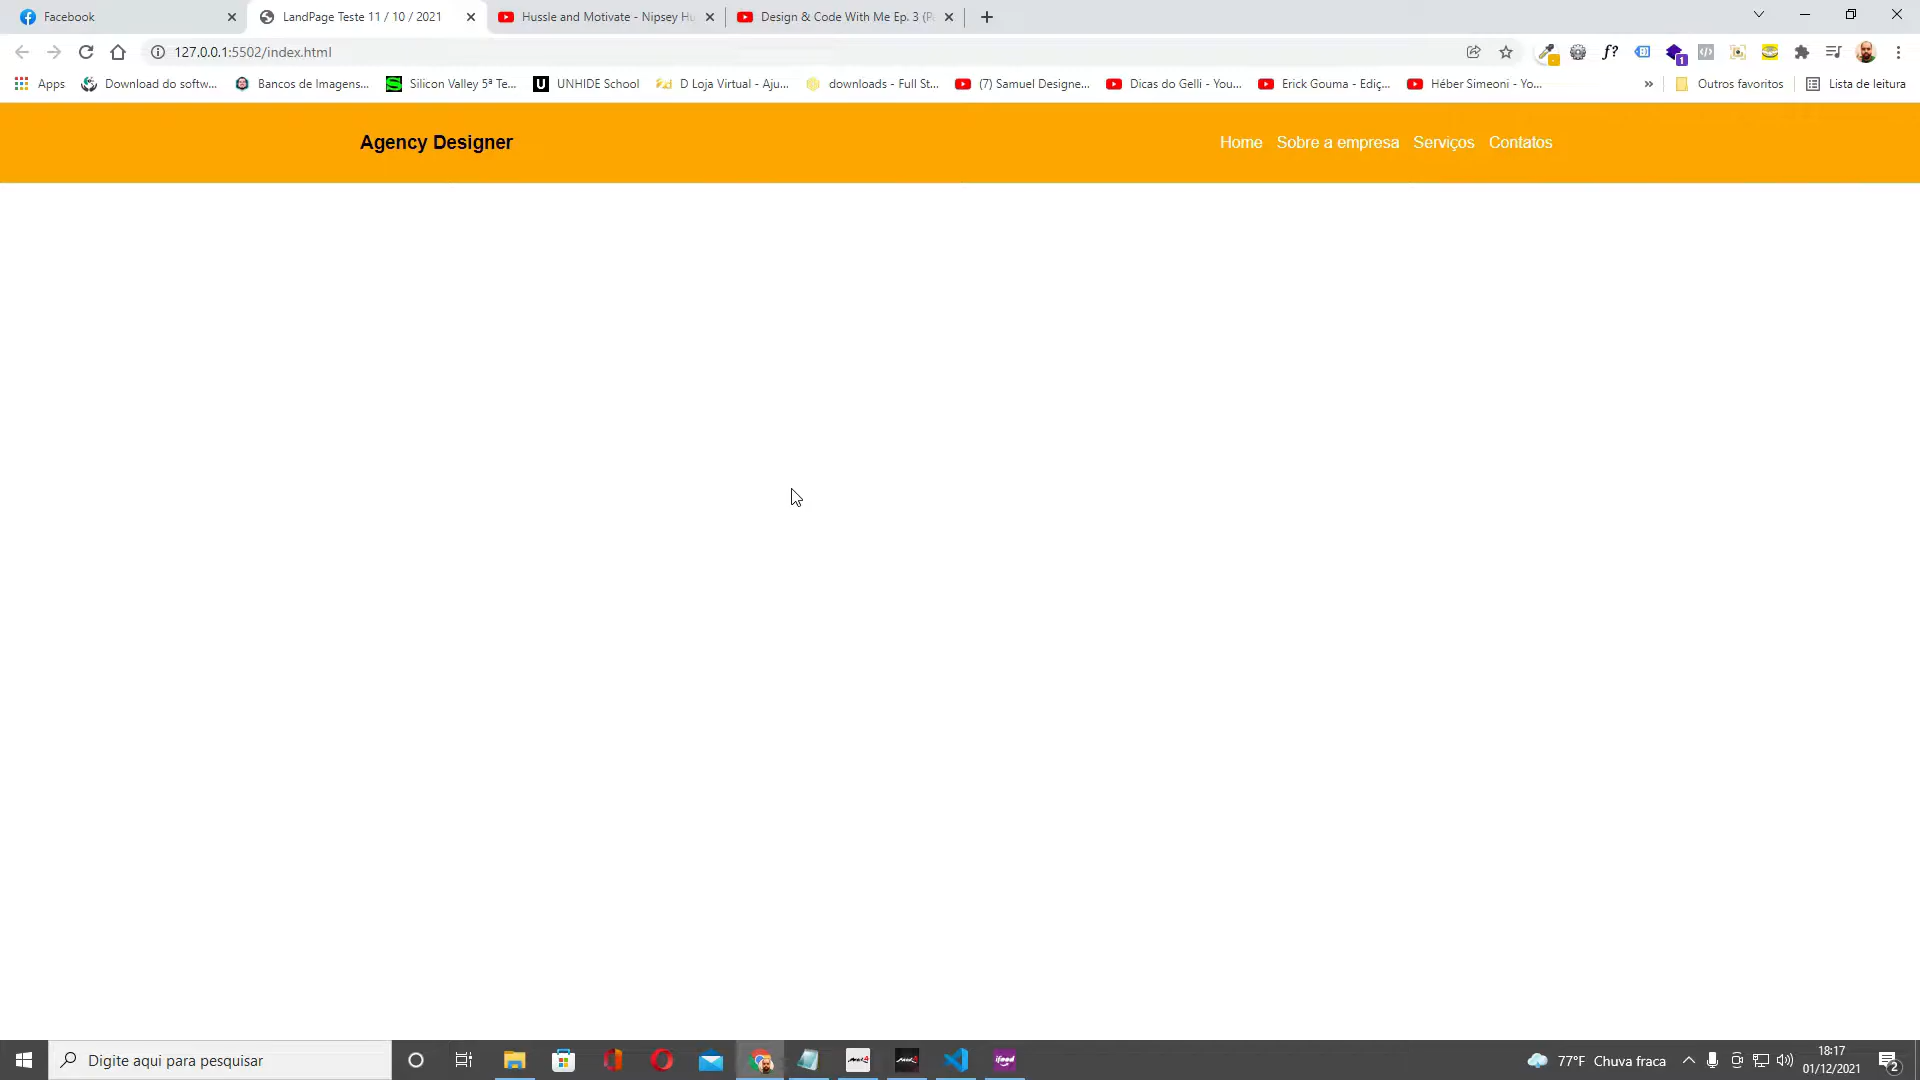 Facebook
LandPage Teste 11 / 10 / 2021
Hussle and Motivate - Nipsey Hu
Design & Code With Me Ep. 3 (P
127.0.0.1:5502/index.html
f?
1
Apps
Download do softw...
Bancos de Imagens...
Silicon Valley 5ª Te...
U
UNHIDE School
D Loja Virtual - Aju...
downloads - Full St...
(7) Samuel Designe...
Dicas do Gelli - You...
Erick Gouma - Ediç...
Héber Simeoni - Yo...
»
Outros favoritos
Lista de leitura
Agency Designer
Home
Sobre a empresa
Serviços
Contatos
Digite aqui para pesquisar
ifood
77°F Chuva fraca
18:17
01/12/2021
2